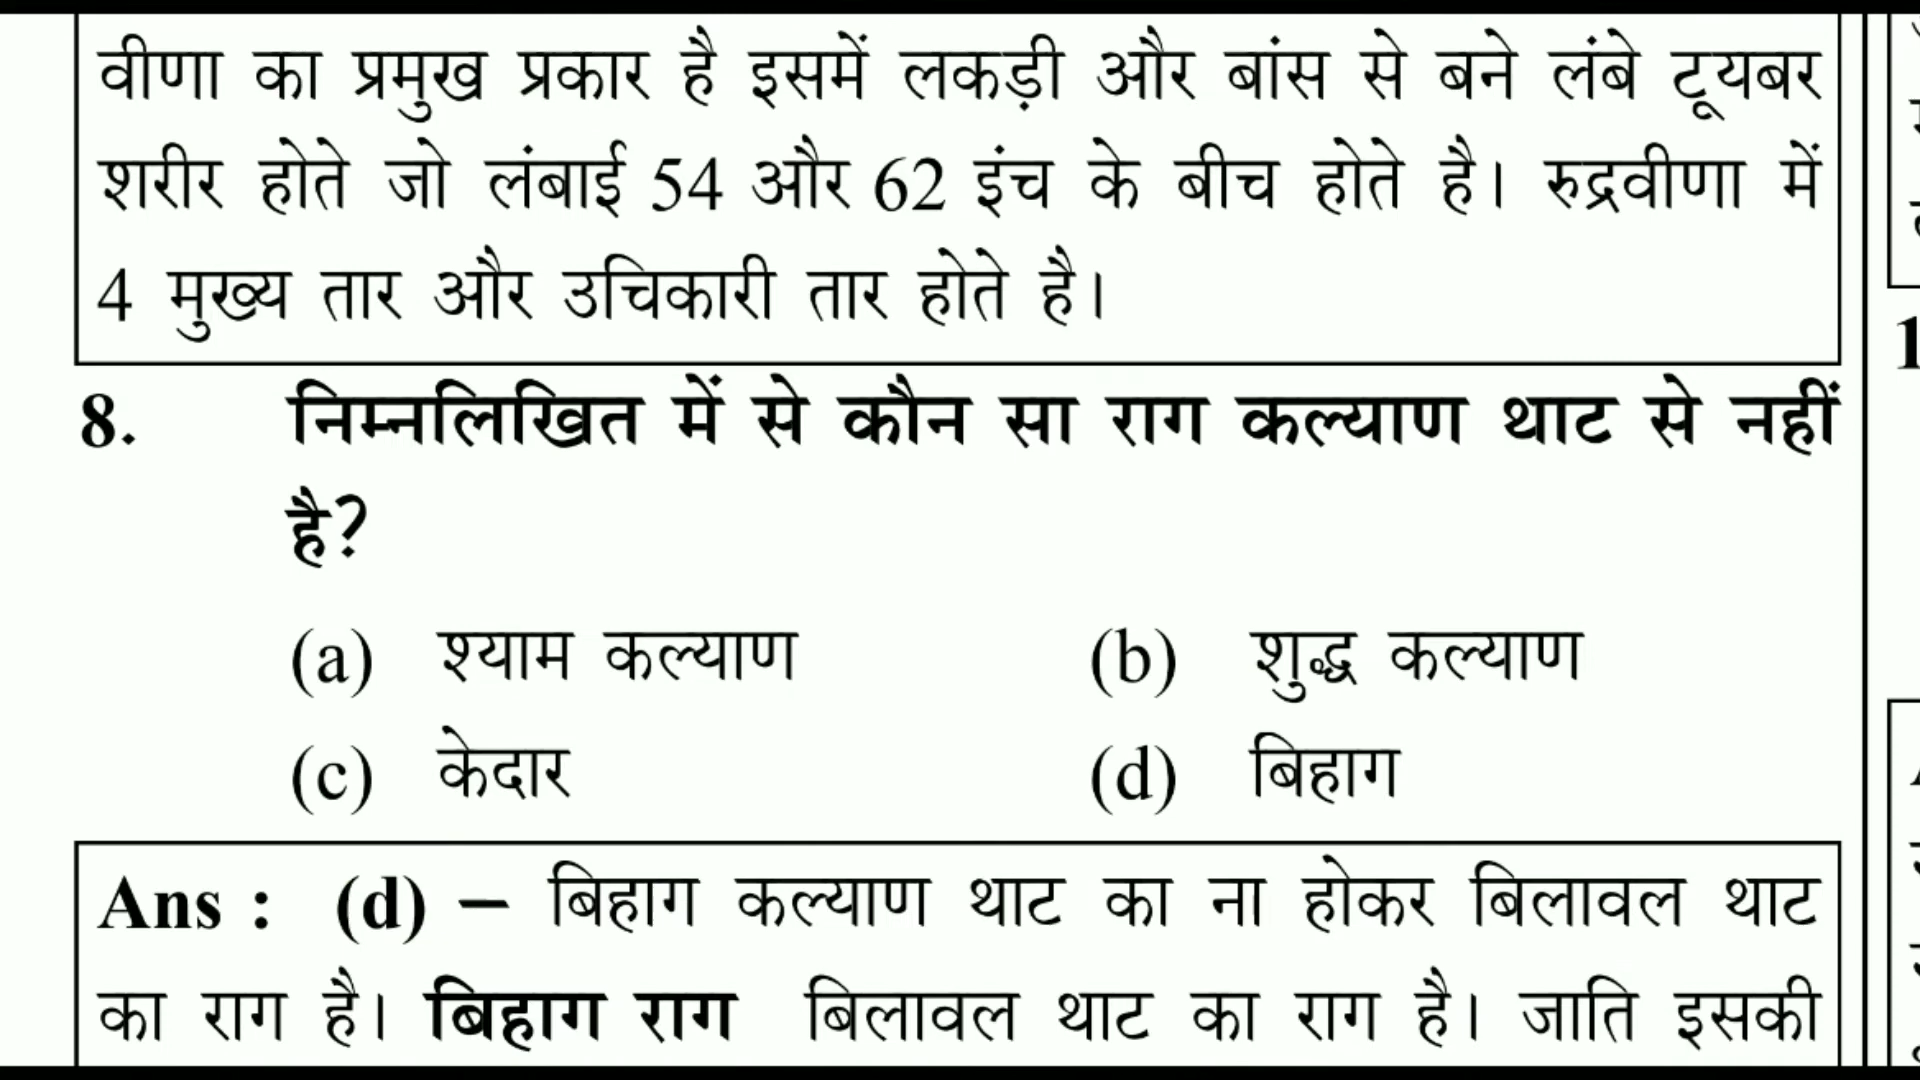 वीणा का प्रमुख प्रकार है इसमें लकड़ी और बांस से बने लंबे टूयबर
शरीर होते जो लंबाई 54 और 62 इंच के बीच होते है। रुद्रवीणा में
4 मुख्य तार और उचिकारी तार होते है।
8. निम्नलिखित में से कौन सा राग कल्याण थाट से नहीं
है?
(a) श्याम कल्याण (b) शुद्ध कल्याण
(c) केदार (d) बिहाग
Ans : (d) – बिहाग कल्याण थाट का ना होकर बिलावल थाट
का राग है। बिहाग राग बिलावल थाट का राग है। जाति इसकी